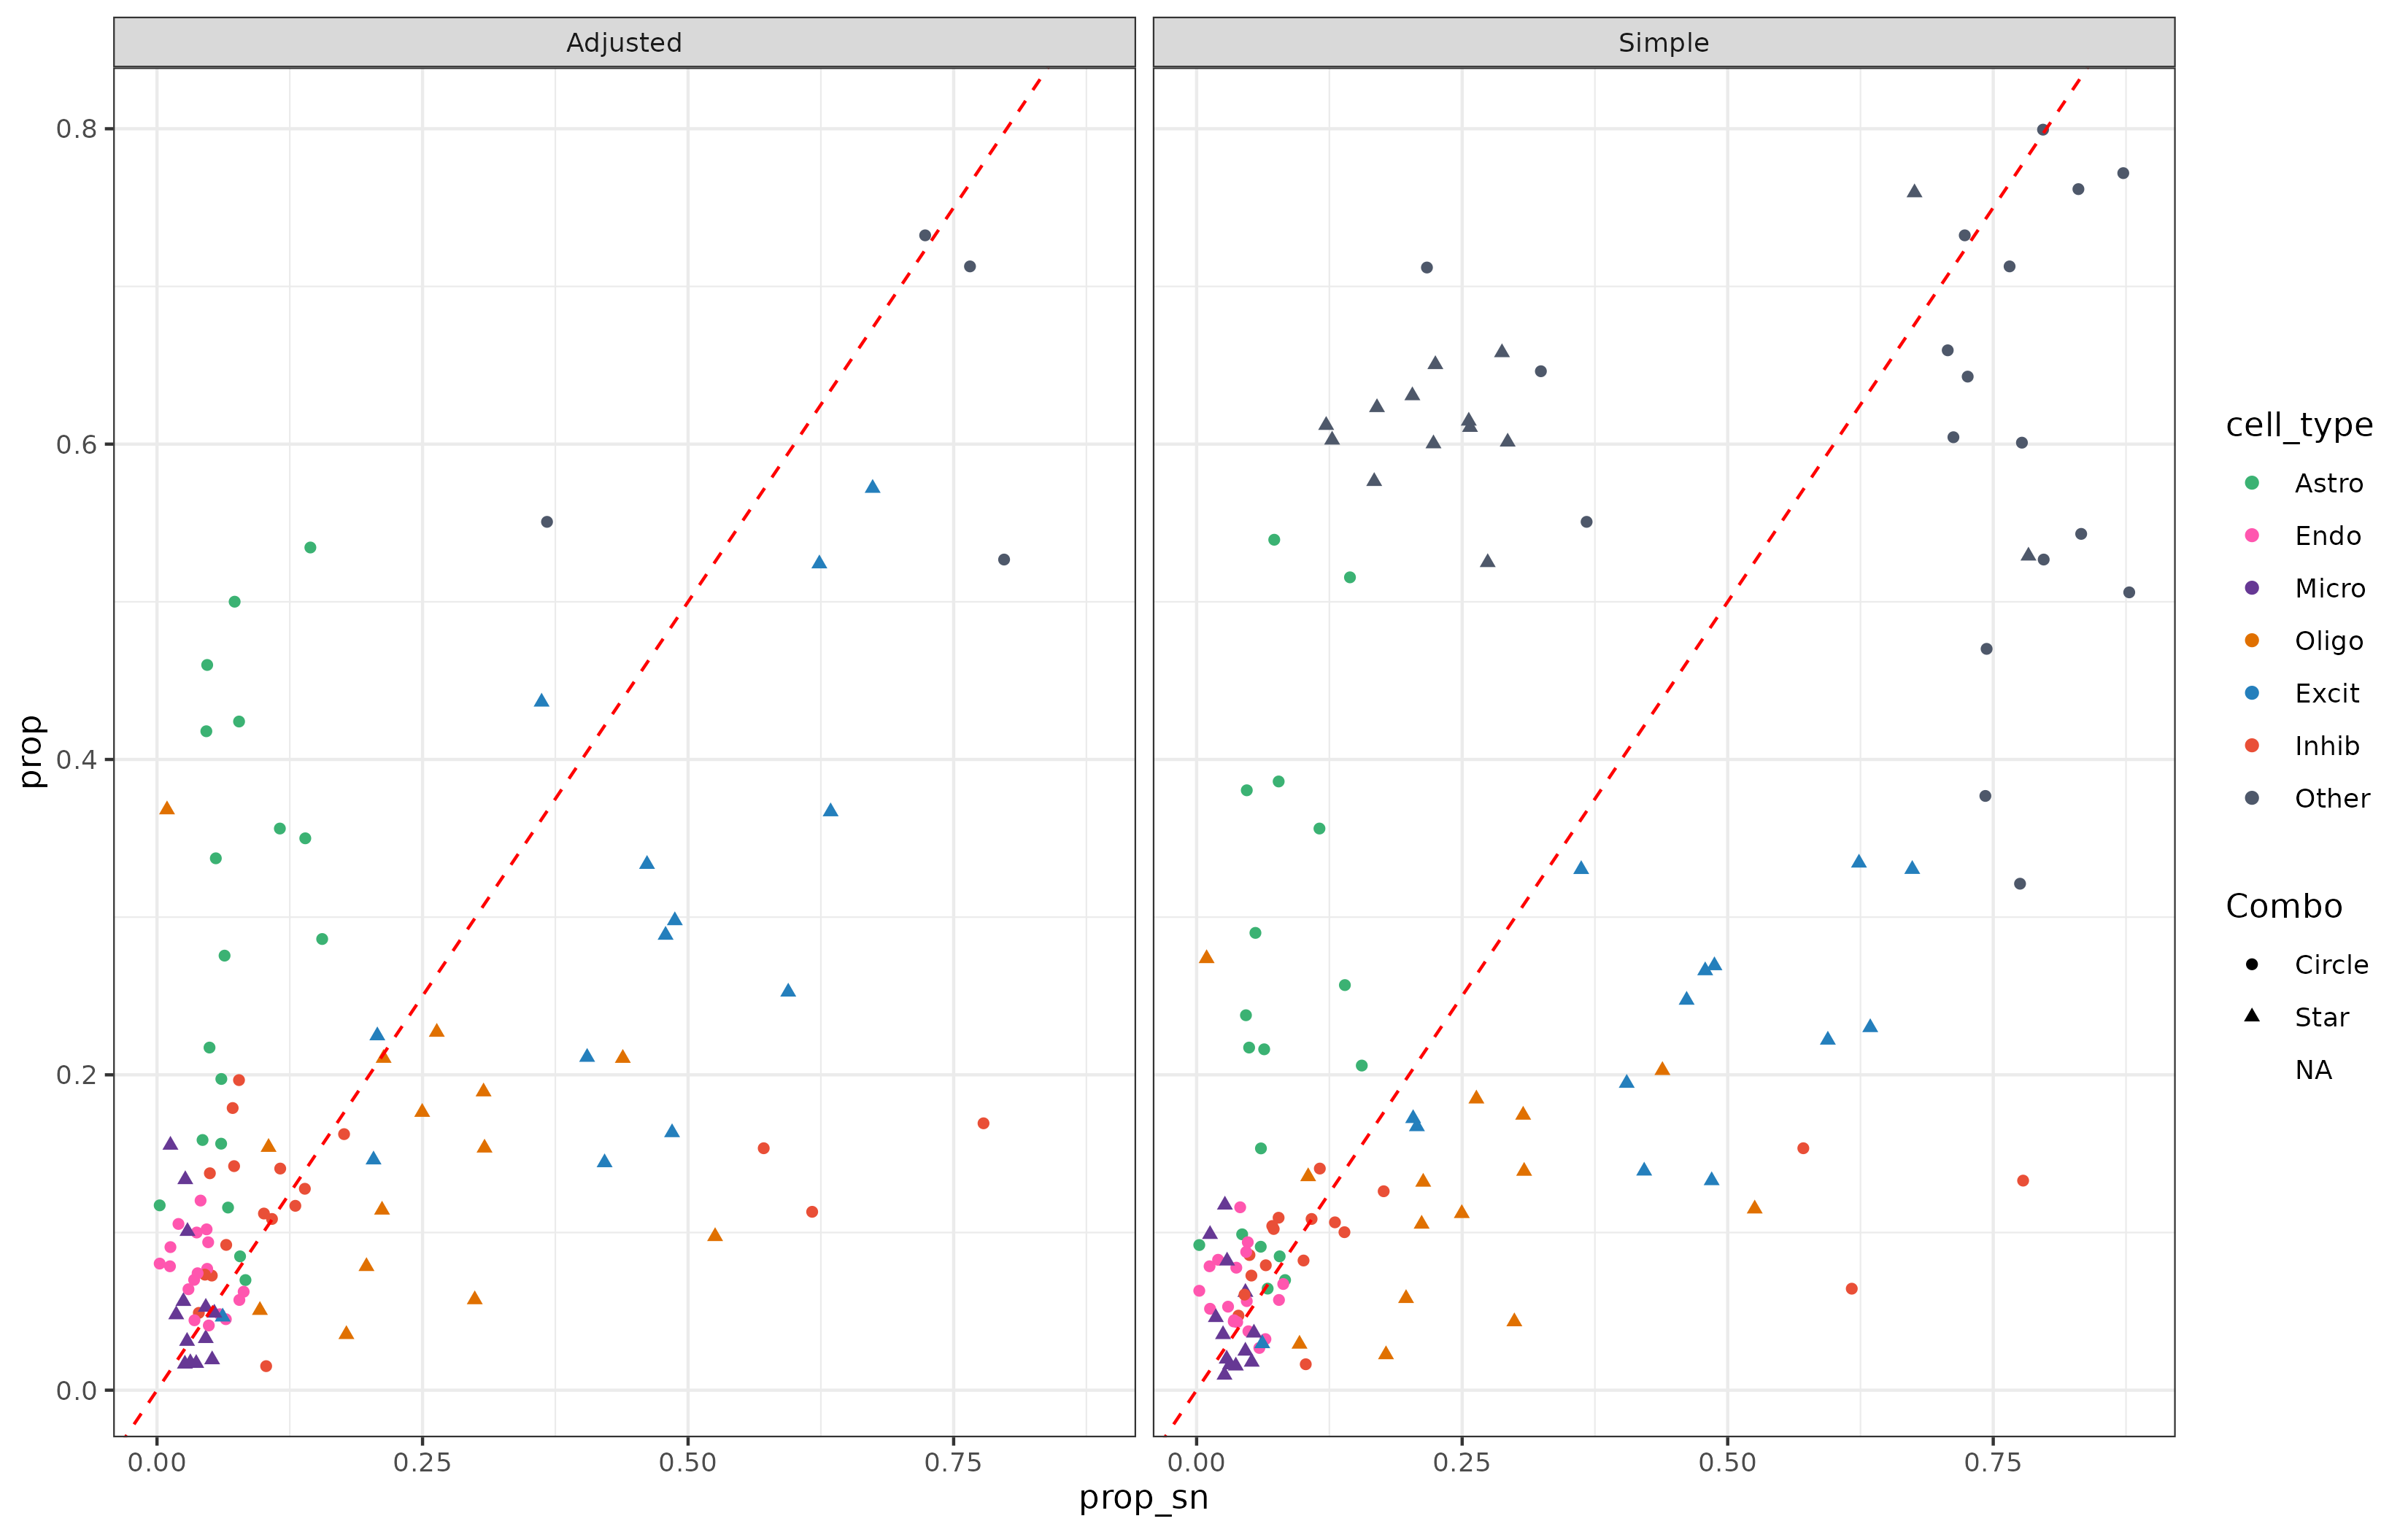 Adjusted
Simple
0.8
0.6
0.4
0.2
0.0
prop
0.00 0.25 0.50 0.75
0.00 0.25 0.50 0.75
prop_sn
cell_type
Astro
Endo
Micro
Oligo
Excit
Inhib
Other
Combo
Circle
Star
NA